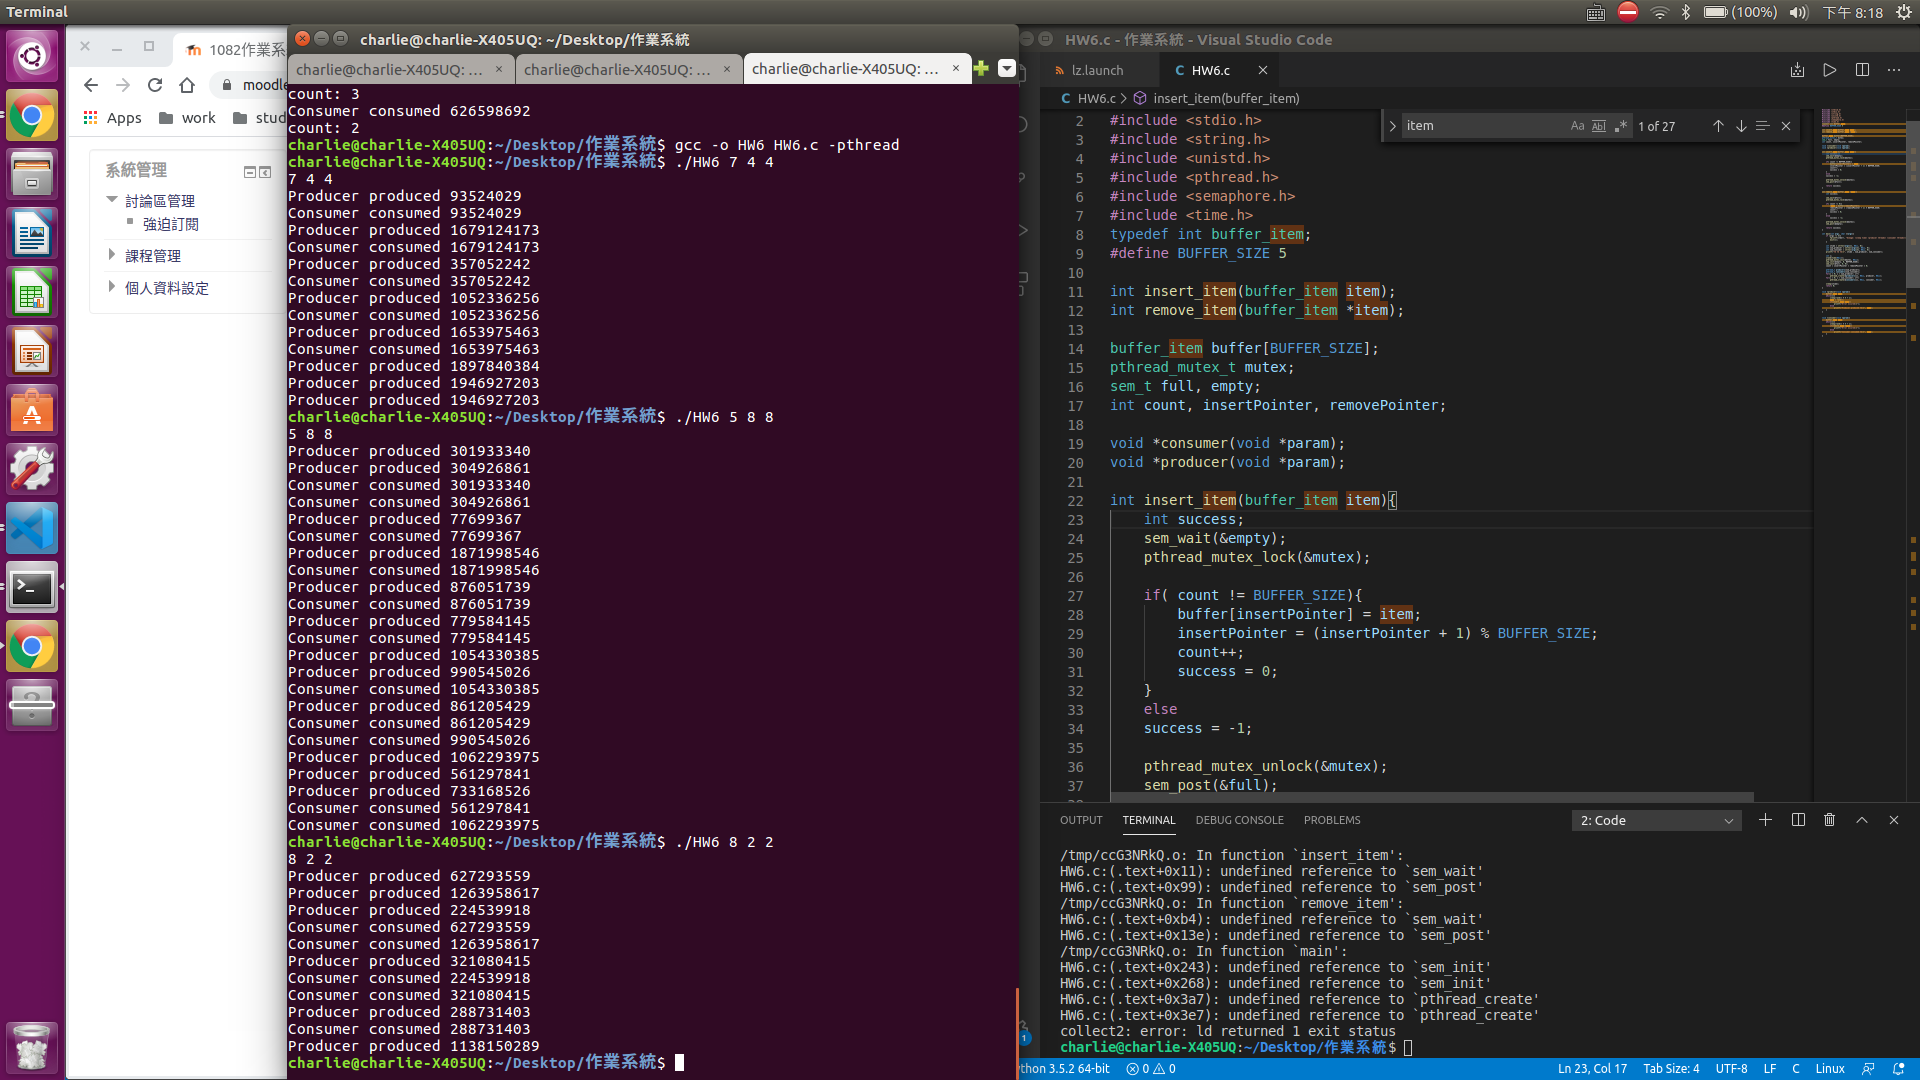 Terminal
(100%)
下午 8:18
1082作業系
moodle
Apps
work
系統管理
討論區管理
強迫訂閱
課程管理
個人資料設定
charlie@charlie-X405UQ: ~/Desktop/作業系統
charlie@charlie-X405UQ: ... ×
charlie@charlie-X405UQ: ... ×
charlie@charlie-X405UQ: ... ×
count: 3
Consumer consumed 626598692
count: 2
charlie@charlie-X405UQ:~/Desktop/作業系統$ gcc -o HW6 HW6.c -pthread
charlie@charlie-X405UQ:~/Desktop/作業系統$ ./HW6 7 4 4
7 4 4
Producer produced 93524029
Consumer consumed 93524029
Producer produced 1679124173
Consumer consumed 1679124173
Producer produced 357052242
Consumer consumed 357052242
Producer produced 1052336256
Consumer consumed 1052336256
Producer produced 1653975463
Consumer consumed 1653975463
Producer produced 1897840384
Producer produced 1946927203
Consumer consumed 1946927203
charlie@charlie-X405UQ:~/Desktop/作業系統$ ./HW6 5 8 8
5 8 8
Producer produced 301933340
Producer produced 304926861
Consumer consumed 301933340
Consumer consumed 304926861
Producer produced 77699367
Consumer consumed 77699367
Producer produced 1871998546
Consumer consumed 1871998546
Producer produced 876051739
Consumer consumed 876051739
Producer produced 779584145
Consumer consumed 779584145
Producer produced 1054330385
Producer produced 990545026
Consumer consumed 1054330385
Producer produced 861205429
Consumer consumed 861205429
Consumer consumed 990545026
Producer produced 1062293975
Producer produced 561297841
Producer produced 733168526
Consumer consumed 561297841
Consumer consumed 1062293975
charlie@charlie-X405UQ:~/Desktop/作業系統$ ./HW6 8 2 2
8 2 2
Producer produced 627293559
Producer produced 1263958617
Producer produced 224539918
Consumer consumed 627293559
Consumer consumed 1263958617
Producer produced 321080415
Consumer consumed 224539918
Consumer consumed 321080415
Producer produced 288731403
Consumer consumed 288731403
Producer produced 1138150289
charlie@charlie-X405UQ:~/Desktop/作業系統$
HW6.c - 作業系統 - Visual Studio Code
lz.launch
C HW6.c
C HW6.c > insert_item(buffer_item)
item
Aa Abl .*
1 of 27
2 #include <stdio.h>
3 #include <string.h>
4 #include <unistd.h>
5 #include <pthread.h>
6 #include <semaphore.h>
7 #include <time.h>
8 typedef int buffer_item;
9 #define BUFFER_SIZE 5
10
11 int insert_item(buffer_item item);
12 int remove_item(buffer_item *item);
13
14 buffer_item buffer[BUFFER_SIZE];
15 pthread_mutex_t mutex;
16 sem_t full, empty;
17 int count, insertPointer, removePointer;
18
19 void *consumer(void *param);
20 void *producer(void *param);
21
22 int insert_item(buffer_item item){
23 int success;
24 sem_wait(&empty);
25 pthread_mutex_lock(&mutex);
26
27 if( count != BUFFER_SIZE){
28 buffer[insertPointer] = item;
29 insertPointer = (insertPointer + 1) % BUFFER_SIZE;
30 count++;
31 success = 0;
32 }
33 else
34 success = -1;
35
36 pthread_mutex_unlock(&mutex);
37 sem_post(&full);
OUTPUT TERMINAL DEBUG CONSOLE PROBLEMS
2: Code
/tmp/ccG3NRkQ.o: In function `insert_item':
HW6.c:(.text+0x11): undefined reference to `sem_wait'
HW6.c:(.text+0x99): undefined reference to `sem_post'
/tmp/ccG3NRkQ.o: In function `remove_item':
HW6.c:(.text+0xb4): undefined reference to `sem_wait'
HW6.c:(.text+0x13e): undefined reference to `sem_post'
/tmp/ccG3NRkQ.o: In function `main':
HW6.c:(.text+0x243): undefined reference to `sem_init'
HW6.c:(.text+0x268): undefined reference to `sem_init'
HW6.c:(.text+0x3a7): undefined reference to `pthread_create'
HW6.c:(.text+0x3e7): undefined reference to `pthread_create'
collect2: error: ld returned 1 exit status
charlie@charlie-X405UQ:~/Desktop/作業系統$
1
thon 3.5.2 64-bit
0 0
Ln 23, Col 17
Tab Size: 4
UTF-8
LF
C
Linux